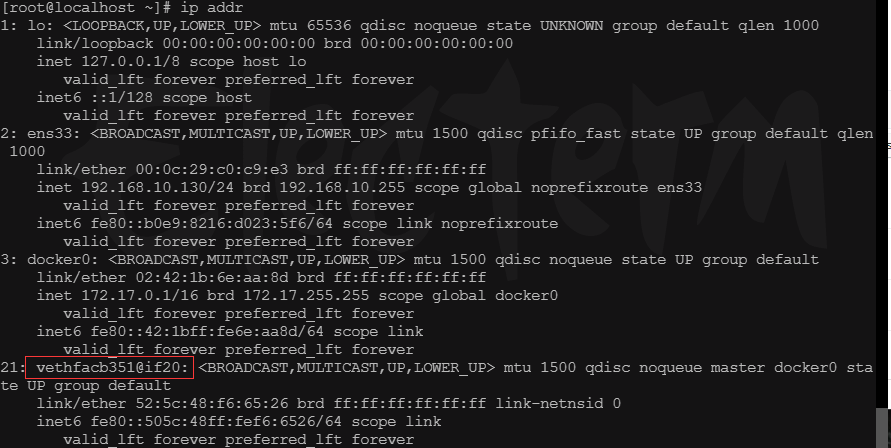 [root@localhost ~]# ip addr
1: lo: <LOOPBACK,UP,LOWER_UP> mtu 65536 qdisc noqueue state UNKNOWN group default qlen 1000
    link/loopback 00:00:00:00:00:00 brd 00:00:00:00:00:00
    inet 127.0.0.1/8 scope host lo
       valid_lft forever preferred_lft forever
    inet6 ::1/128 scope host
       valid_lft forever preferred_lft forever
2: ens33: <BROADCAST,MULTICAST,UP,LOWER_UP> mtu 1500 qdisc pfifo_fast state UP group default qlen
 1000
    link/ether 00:0c:29:c0:c9:e3 brd ff:ff:ff:ff:ff:ff
    inet 192.168.10.130/24 brd 192.168.10.255 scope global noprefixroute ens33
       valid_lft forever preferred_lft forever
    inet6 fe80::b0e9:8216:d023:5f6/64 scope link noprefixroute
       valid_lft forever preferred_lft forever
3: docker0: <BROADCAST,MULTICAST,UP,LOWER_UP> mtu 1500 qdisc noqueue state UP group default
    link/ether 02:42:1b:6e:aa:8d brd ff:ff:ff:ff:ff:ff
    inet 172.17.0.1/16 brd 172.17.255.255 scope global docker0
       valid_lft forever preferred_lft forever
    inet6 fe80::42:1bff:fe6e:aa8d/64 scope link
       valid_lft forever preferred_lft forever
21: vethfacb351@if20: <BROADCAST,MULTICAST,UP,LOWER_UP> mtu 1500 qdisc noqueue master docker0 sta
te UP group default
    link/ether 52:5c:48:f6:65:26 brd ff:ff:ff:ff:ff:ff link-netnsid 0
    inet6 fe80::505c:48ff:fef6:6526/64 scope link
       valid_lft forever preferred_lft forever
electerm